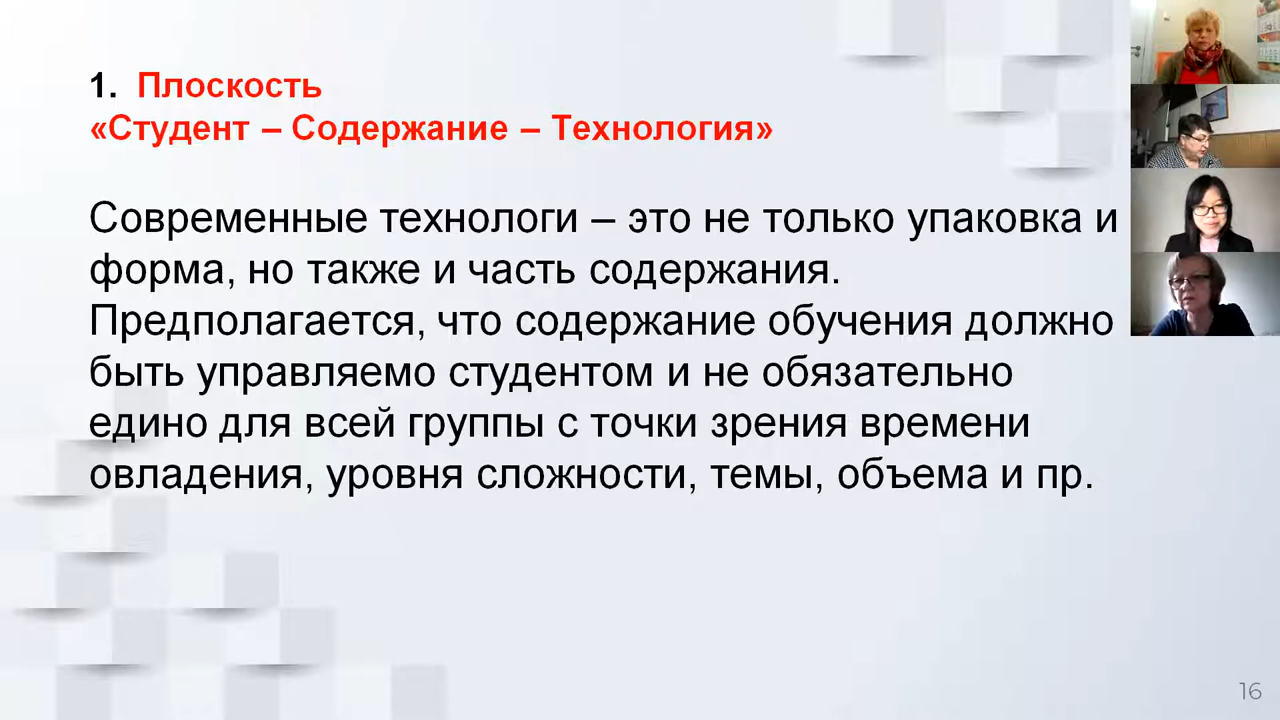 1. Плоскость
«Студент – Содержание – Технология»
Современные технологи – это не только упаковка и
форма, но также и часть содержания.
Предполагается, что содержание обучения должно
быть управляемо студентом и не обязательно
едино для всей группы с точки зрения времени
овладения, уровня сложности, темы, объема и пр.
16